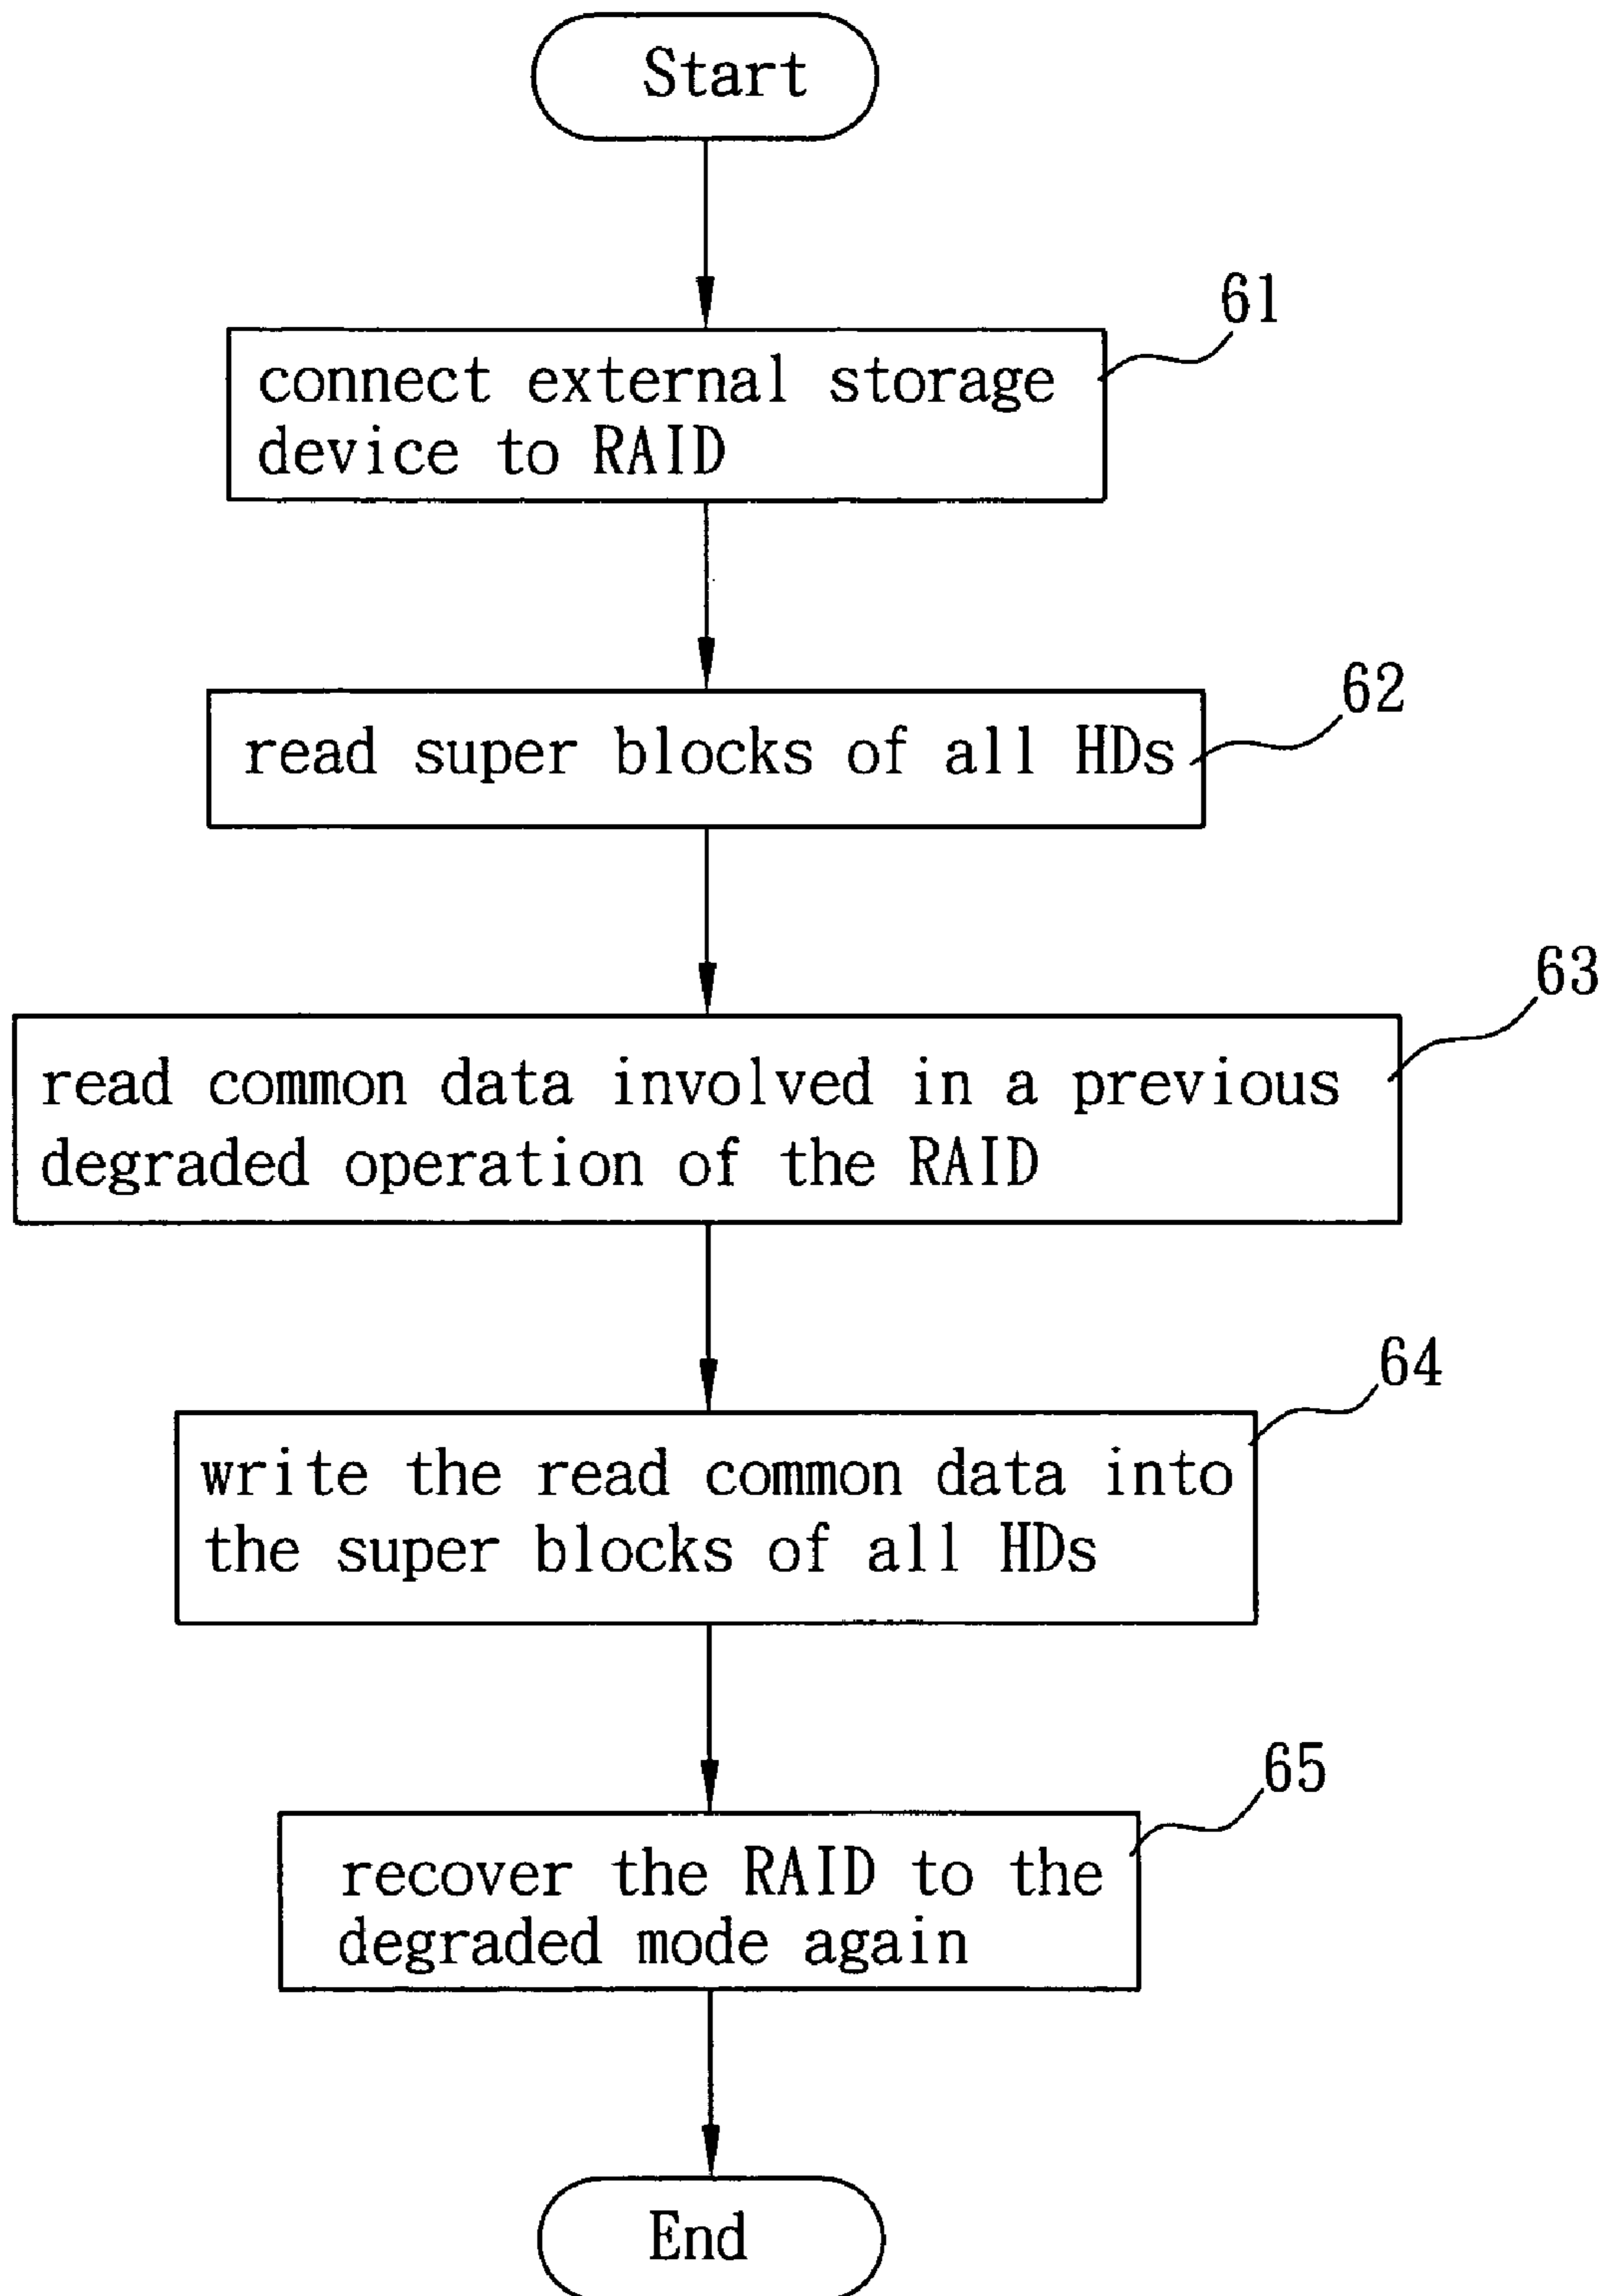 Start
61
connect external storage
device to RAID
62
read super blocks of all HDs
63
read common data involved in a previous
degraded operation of the RAID
64
write the read common data into
the super blocks of all HDs
65
recover the RAID to the
degraded mode again
End